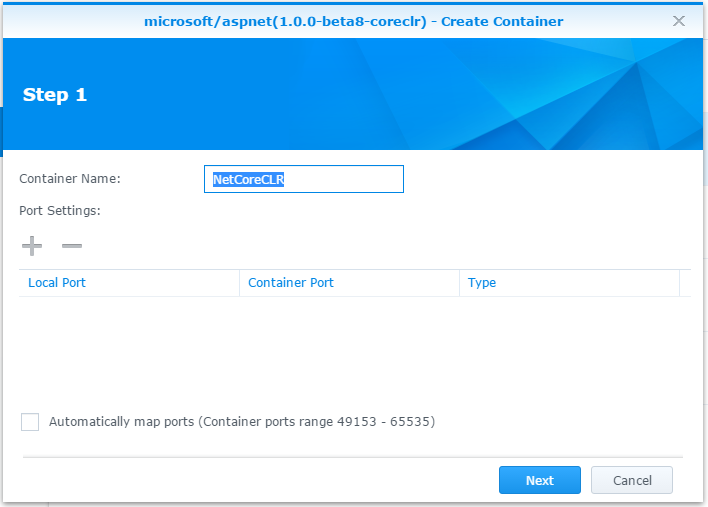 microsoft/aspnet(1.0.0-beta8-coreclr) - Create Container
Step 1
Container Name: NetCoreCLR
Port Settings:
Local Port Container Port Type
Automatically map ports (Container ports range 49153 - 65535)
Next Cancel